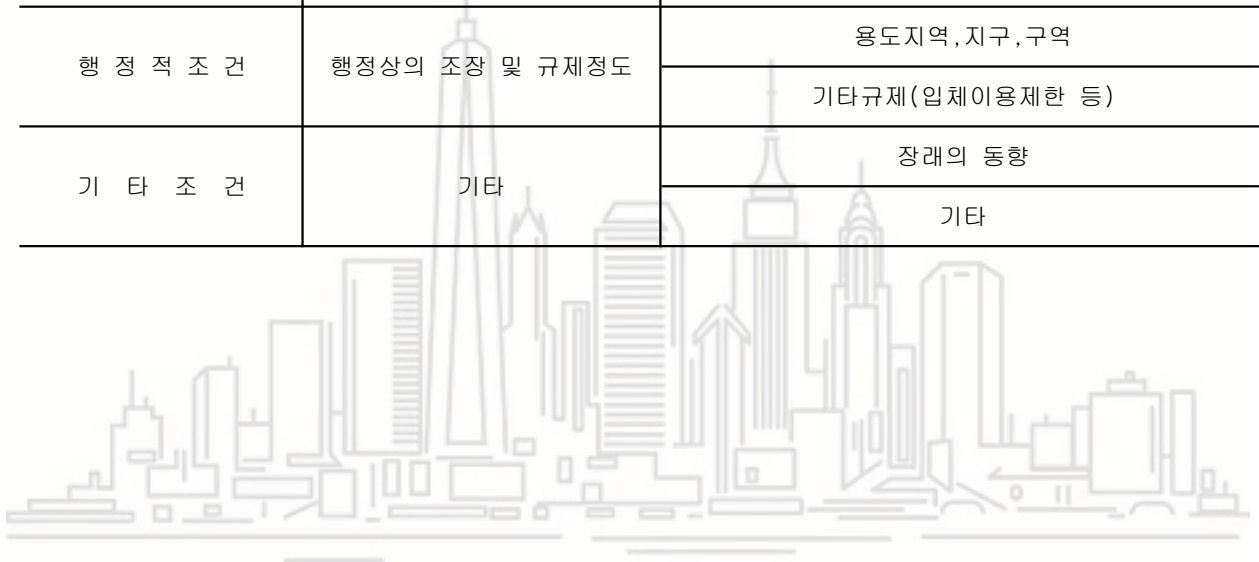 용도지역,지구,구역
행 정 적 조 건
행정상의 조장 및 규제정도
기타규제(입체이용제한 등)
장래의 동향
기 타 조 건
기타
기타